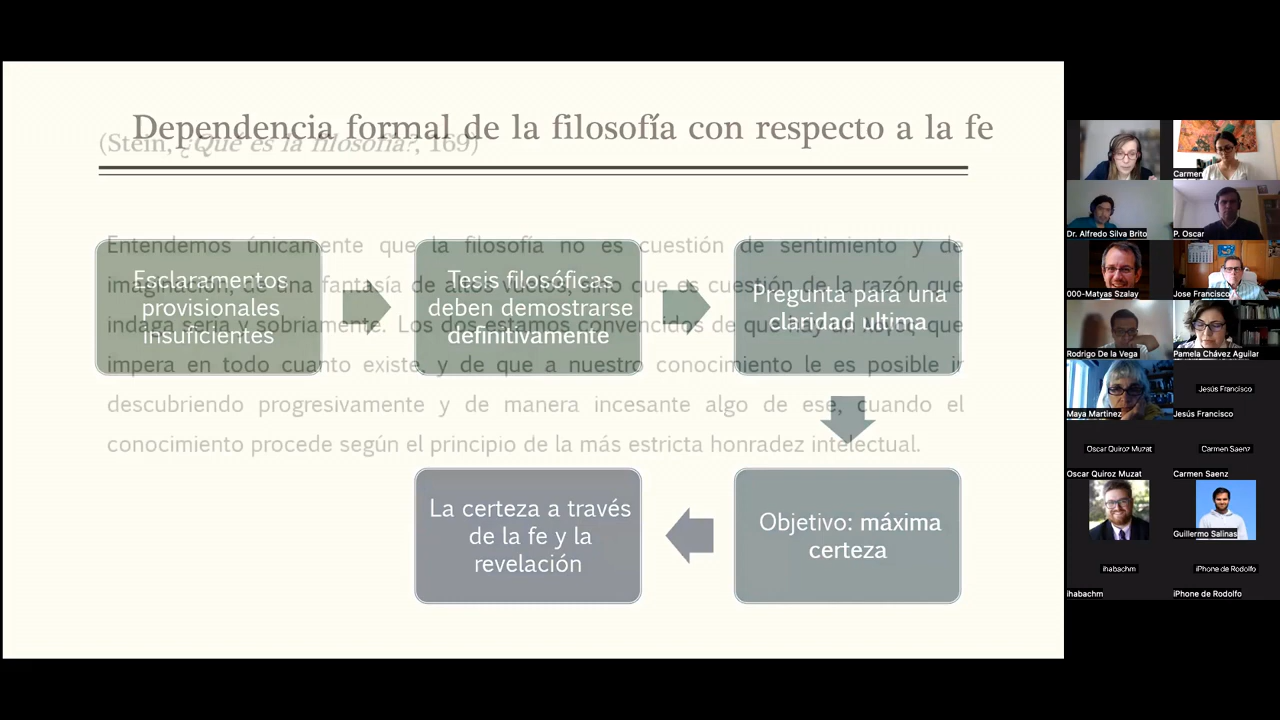 Dependencia formal de la filosofía con respecto a la fe
(Stein, ¿Qué es la filosofía?, 169)
Entendemos únicamente que la filosofía no es cuestión de sentimiento y de
imaginación, de una fantasía de altos vuelos, sino que es cuestión de la razón que
indaga seria y sobriamente. Los dos estamos convencidos de que hay un que
impera en todo cuanto existe, y de que a nuestro conocimiento le es posible ir
descubriendo progresivamente y de manera incesante algo de ese, cuando el
conocimiento procede según el principio de la más estricta honradez intelectual.
Esclaramentos
provisionales
insuficientes
Tesis filosóficas
deben demostrarse
definitivamente
Pregunta para una
claridad ultima
Objetivo: máxima
certeza
La certeza a través
de la fe y la
revelación
Carmen
Dr. Alfredo Silva Brito
P. Oscar
000-Matyas Szalay
Jose Francisco
Rodrigo De la Vega
Pamela Chávez Aguilar
Maya Martinez
Jesús Francisco
Jesús Francisco
Oscar Quiroz Muzat
Carmen Saenz
Oscar Quiroz Muzat
Carmen Saenz
Guillermo Salinas
ihabachm
iPhone de Rodolfo
ihabachm
iPhone de Rodolfo